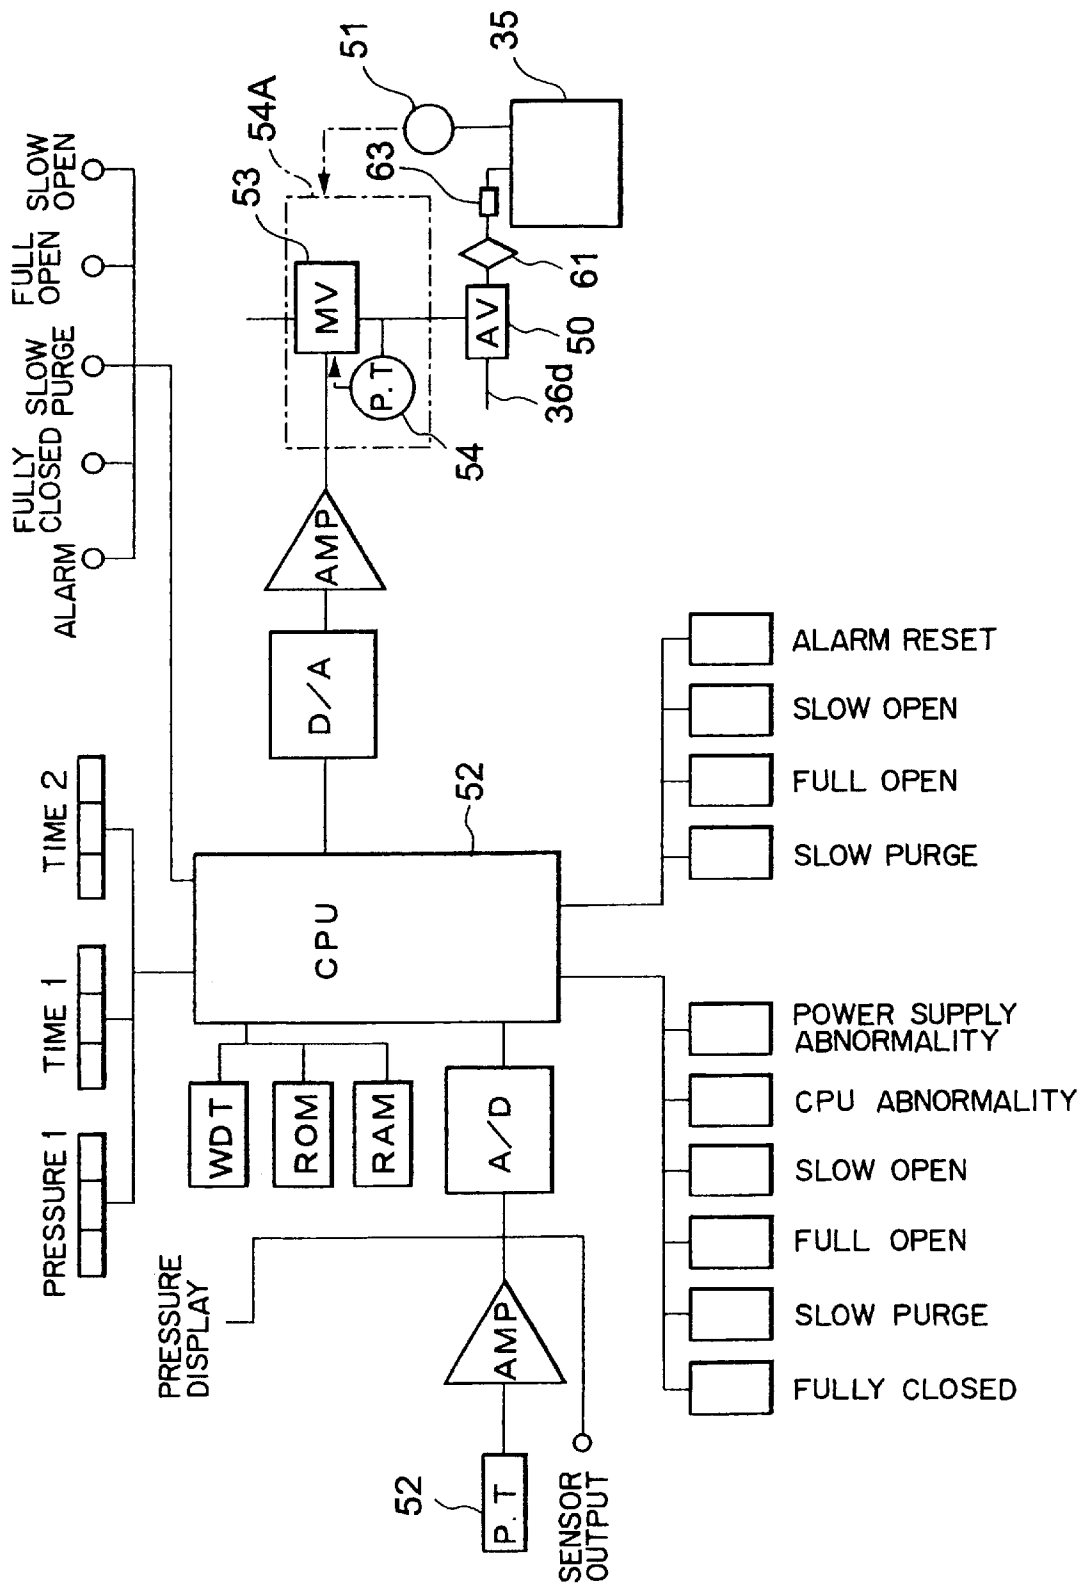 PRESSURE 1
TIME 1
TIME 2
ALARM
FULLY
CLOSED
SLOW
PURGE
FULL
OPEN
SLOW
OPEN
PRESSURE
DISPLAY
WDT
ROM
RAM
CPU
52
D/A
AMP
MV
53
54A
P.T
54
AV
50
36d
61
63
51
35
52
P.T
AMP
A/D
SENSOR
OUTPUT
ALARM RESET
SLOW OPEN
FULL OPEN
SLOW PURGE
POWER SUPPLY
ABNORMALITY
CPU ABNORMALITY
SLOW OPEN
FULL OPEN
SLOW PURGE
FULLY CLOSED